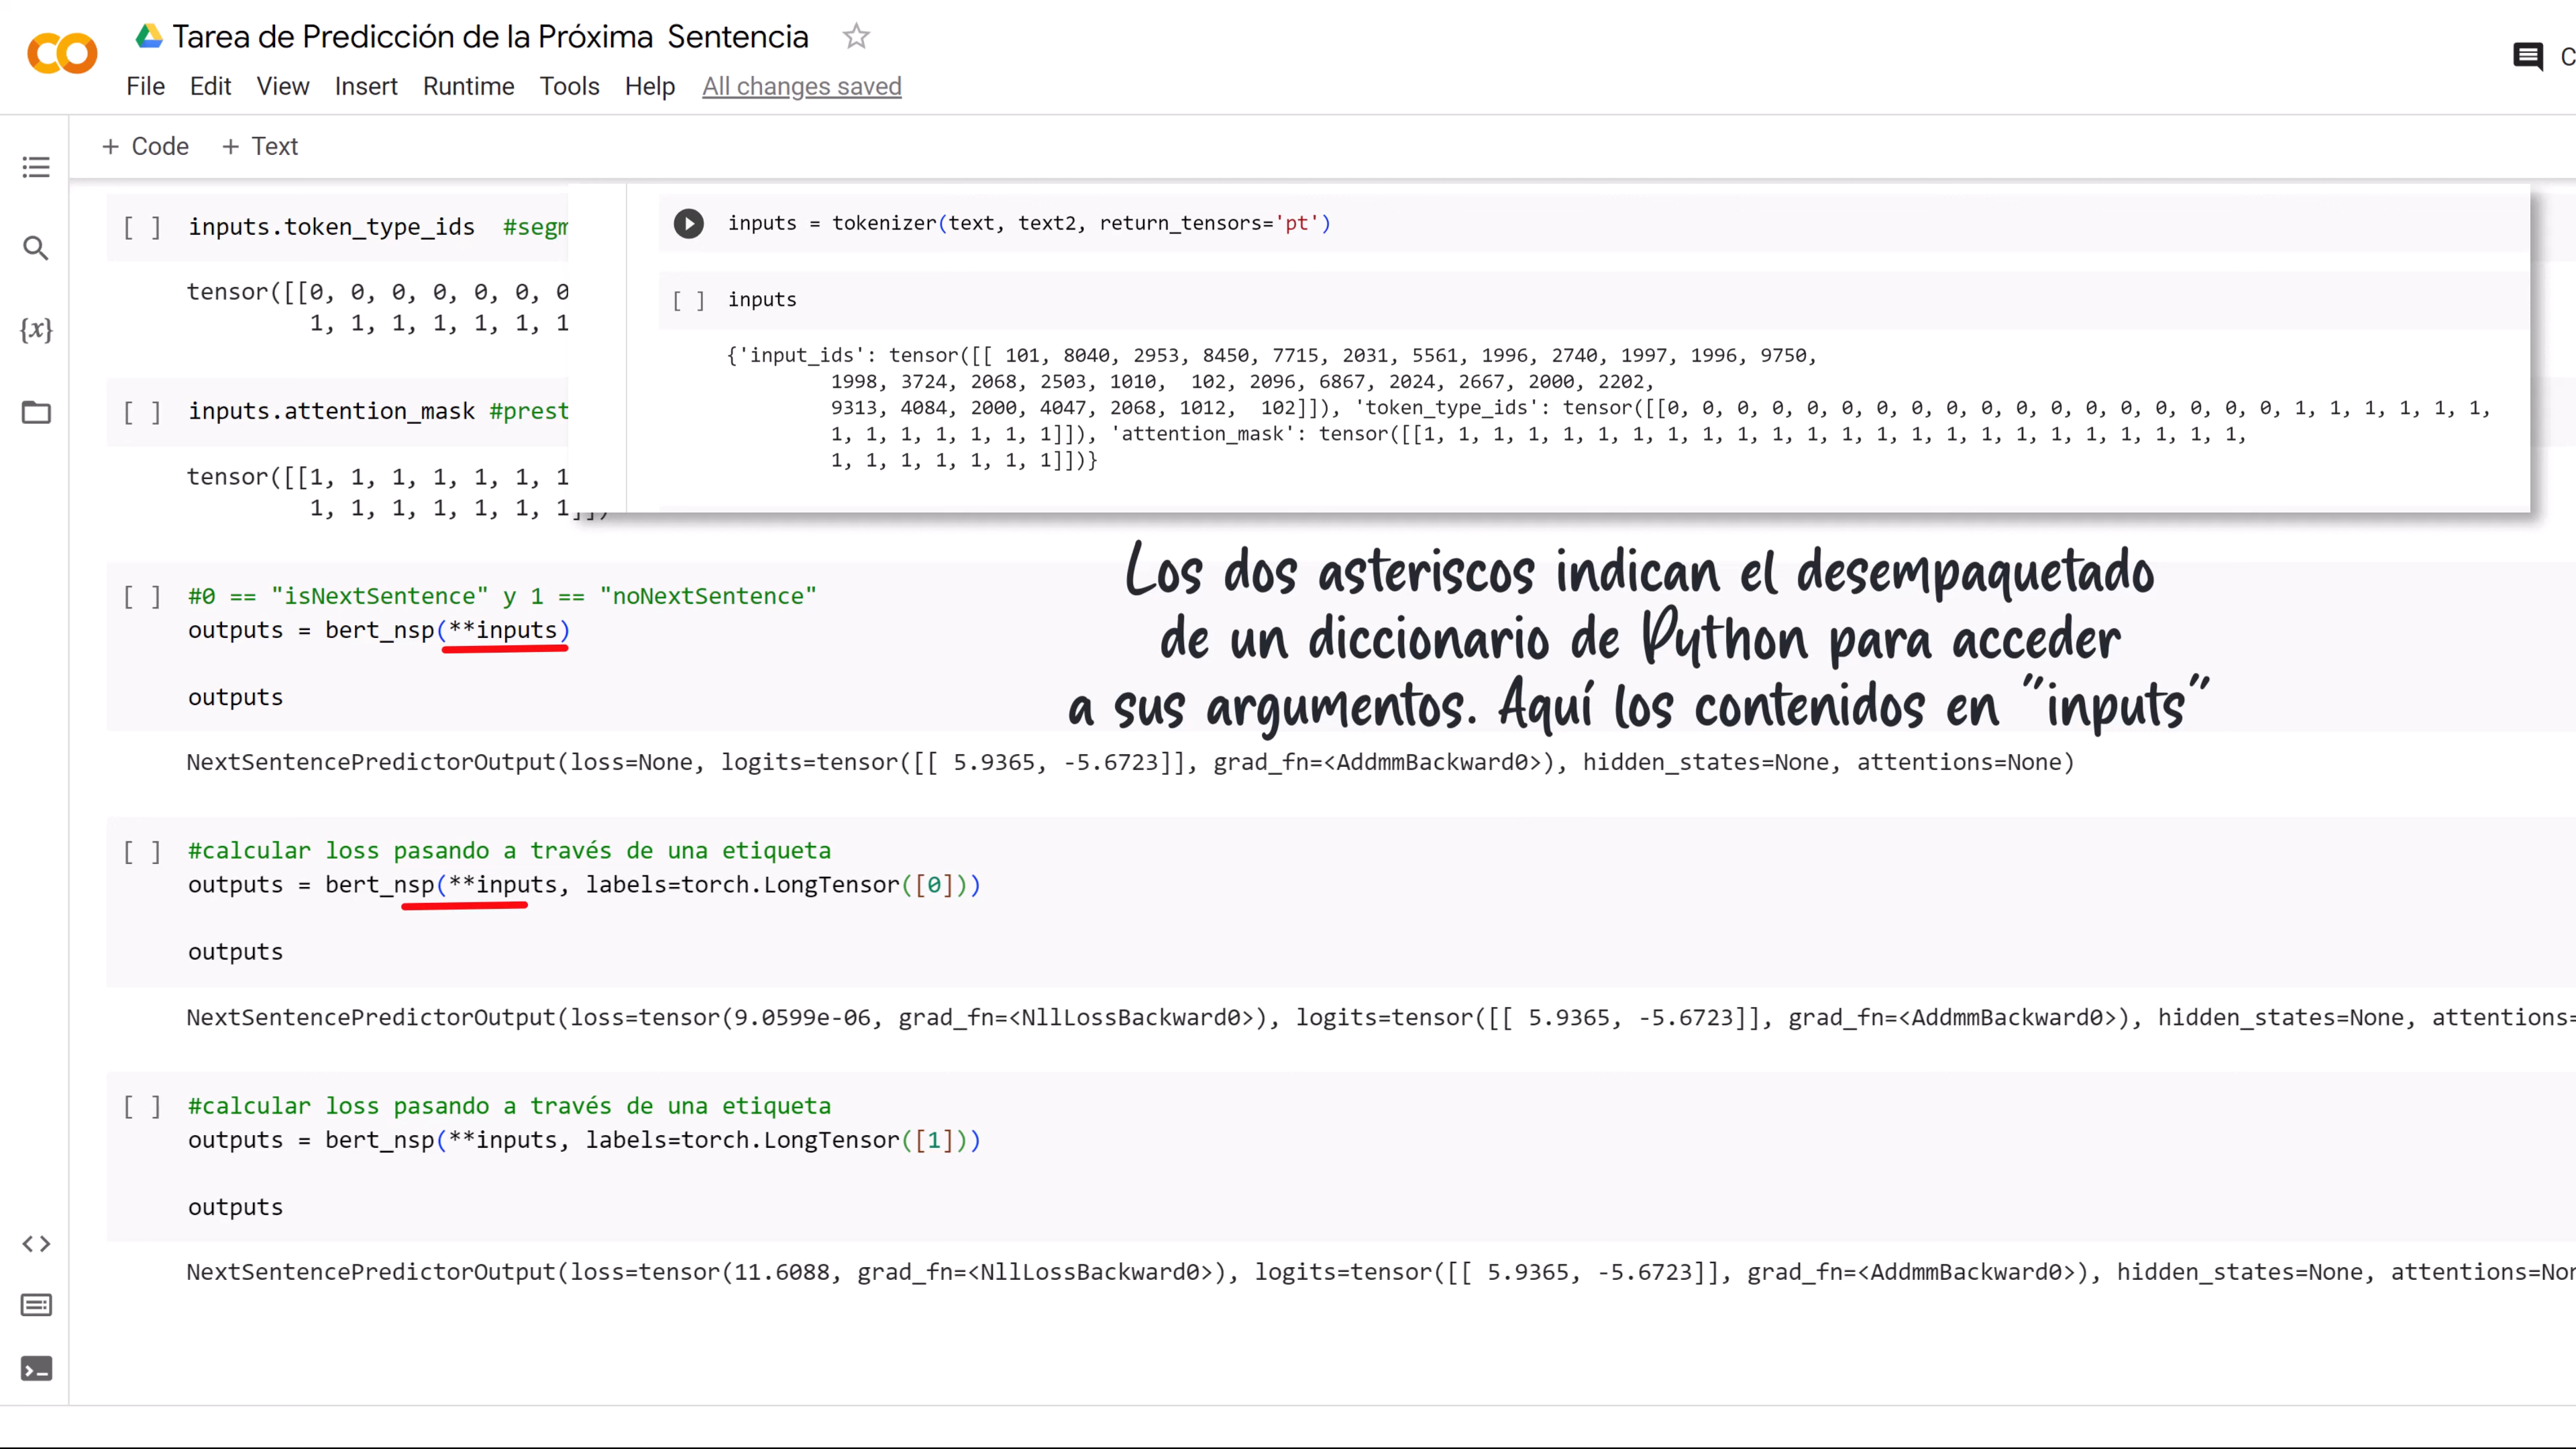 Tarea de Predicción de la Próxima Sentencia
File Edit View Insert Runtime Tools Help All changes saved
+ Code + Text
[ ] inputs.token_type_ids #segm
tensor([[0, 0, 0, 0, 0, 0, 0
1, 1, 1, 1, 1, 1, 1
[ ] inputs.attention_mask #prest
tensor([[1, 1, 1, 1, 1, 1, 1
1, 1, 1, 1, 1, 1, 1]])
inputs = tokenizer(text, text2, return_tensors='pt')
[ ] inputs
{'input_ids': tensor([[ 101, 8040, 2953, 8450, 7715, 2031, 5561, 1996, 2740, 1997, 1996, 9750,
1998, 3724, 2068, 2503, 1010, 102, 2096, 6867, 2024, 2667, 2000, 2202,
9313, 4084, 2000, 4047, 2068, 1012, 102]]), 'token_type_ids': tensor([[0, 0, 0, 0, 0, 0, 0, 0, 0, 0, 0, 0, 0, 0, 0, 0, 0, 0, 1, 1, 1, 1, 1, 1,
1, 1, 1, 1, 1, 1, 1]]), 'attention_mask': tensor([[1, 1, 1, 1, 1, 1, 1, 1, 1, 1, 1, 1, 1, 1, 1, 1, 1, 1, 1, 1, 1, 1, 1, 1,
1, 1, 1, 1, 1, 1, 1]])}
Los dos asteriscos indican el desempaquetado
de un diccionario de Python para acceder
a sus argumentos. Aquí los contenidos en "inputs"
[ ] #0 == "isNextSentence" y 1 == "noNextSentence"
outputs = bert_nsp(**inputs)
outputs
NextSentencePredictorOutput(loss=None, logits=tensor([[ 5.9365, -5.6723]], grad_fn=<AddmmBackward0>), hidden_states=None, attentions=None)
[ ] #calcular loss pasando a través de una etiqueta
outputs = bert_nsp(**inputs, labels=torch.LongTensor([0]))
outputs
NextSentencePredictorOutput(loss=tensor(9.0599e-06, grad_fn=<NllLossBackward0>), logits=tensor([[ 5.9365, -5.6723]], grad_fn=<AddmmBackward0>), hidden_states=None, attentions=
[ ] #calcular loss pasando a través de una etiqueta
outputs = bert_nsp(**inputs, labels=torch.LongTensor([1]))
outputs
NextSentencePredictorOutput(loss=tensor(11.6088, grad_fn=<NllLossBackward0>), logits=tensor([[ 5.9365, -5.6723]], grad_fn=<AddmmBackward0>), hidden_states=None, attentions=Non